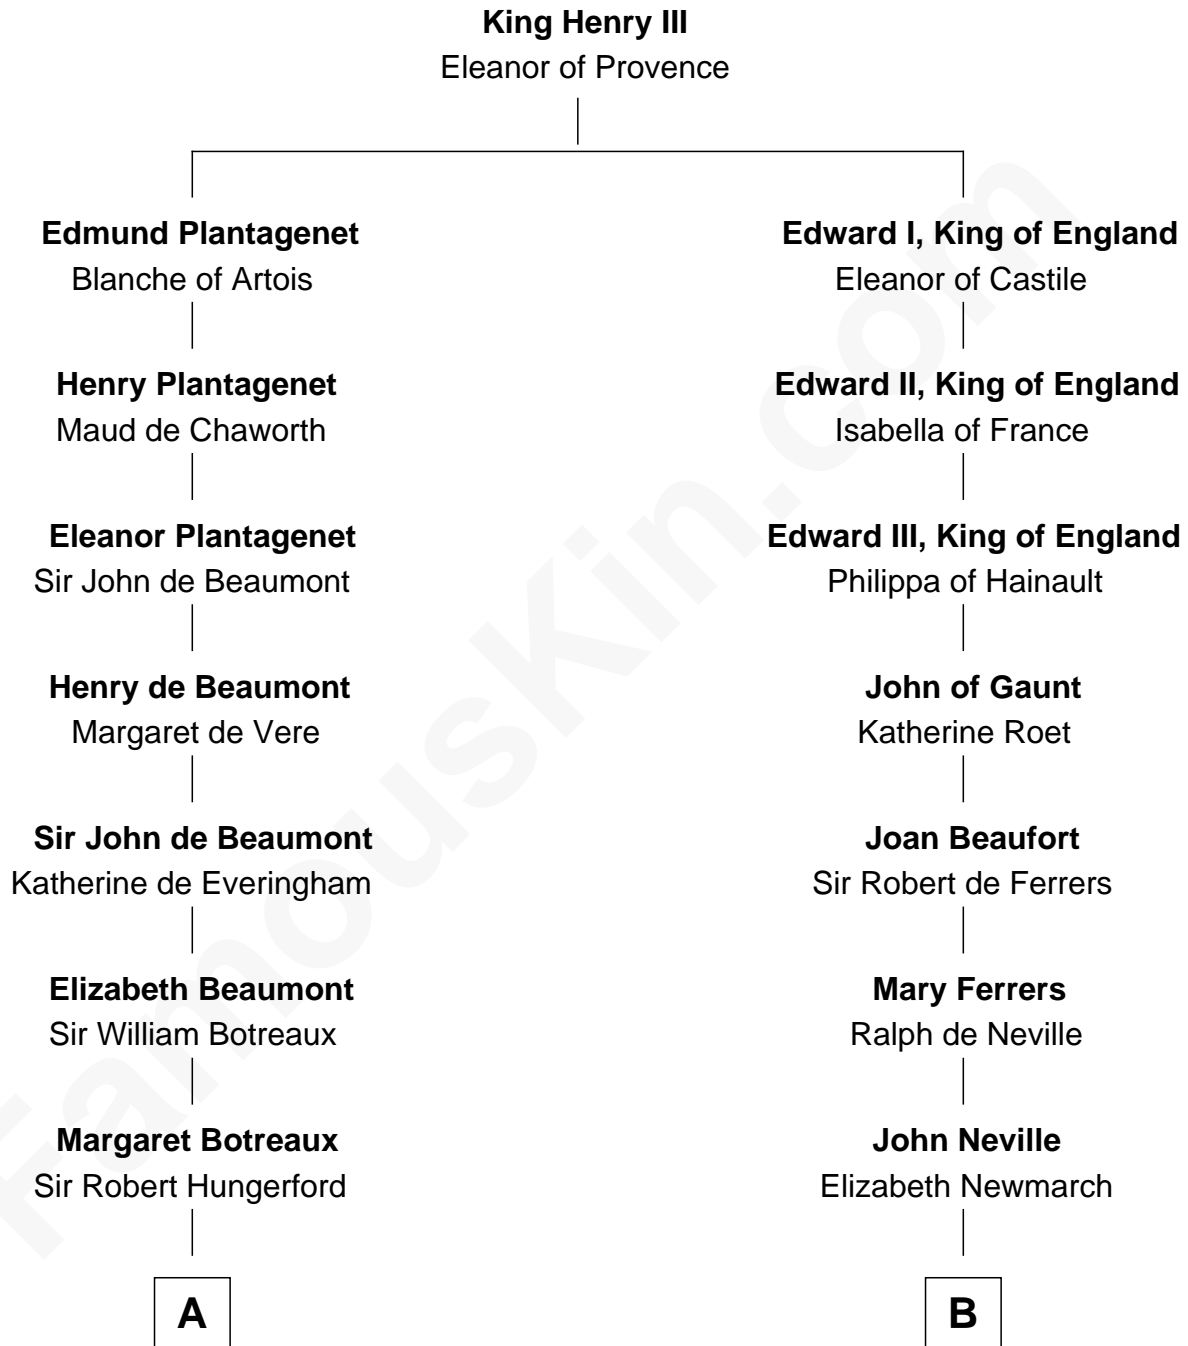 King Henry III
Eleanor of Provence
Edmund Plantagenet
Blanche of Artois
Edward I, King of England
Eleanor of Castile
Henry Plantagenet
Maud de Chaworth
Edward II, King of England
Isabella of France
Eleanor Plantagenet
Sir John de Beaumont
Edward III, King of England
Philippa of Hainault
Henry de Beaumont
Margaret de Vere
John of Gaunt
Katherine Roet
Sir John de Beaumont
Katherine de Everingham
Joan Beaufort
Sir Robert de Ferrers
Elizabeth Beaumont
Sir William Botreaux
Mary Ferrers
Ralph de Neville
Margaret Botreaux
Sir Robert Hungerford
John Neville
Elizabeth Newmarch
A
B
FamousKin.com